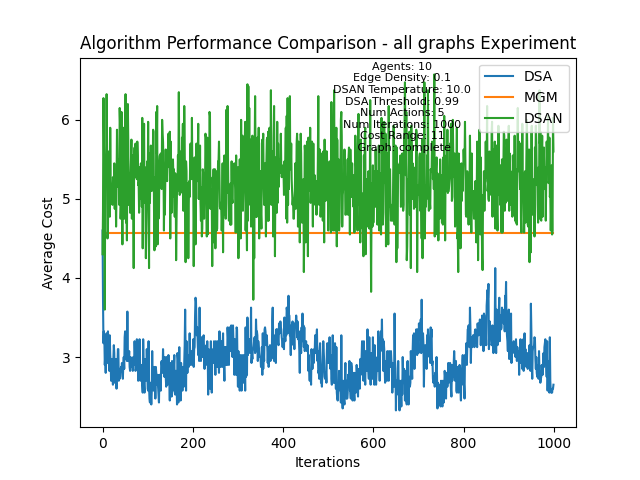 Algorithm Performance Comparison - all graphs Experiment
Agents: 10
Edge Density: 0.1
DSAN Temperature: 10.0
DSA Threshold: 0.99
Num Actions: 5
Num Iterations: 1000
Cost Range: 11
Graph: complete
DSA
MGM
DSAN
Average Cost
6
5
4
3
0
200
400
600
800
1000
Iterations